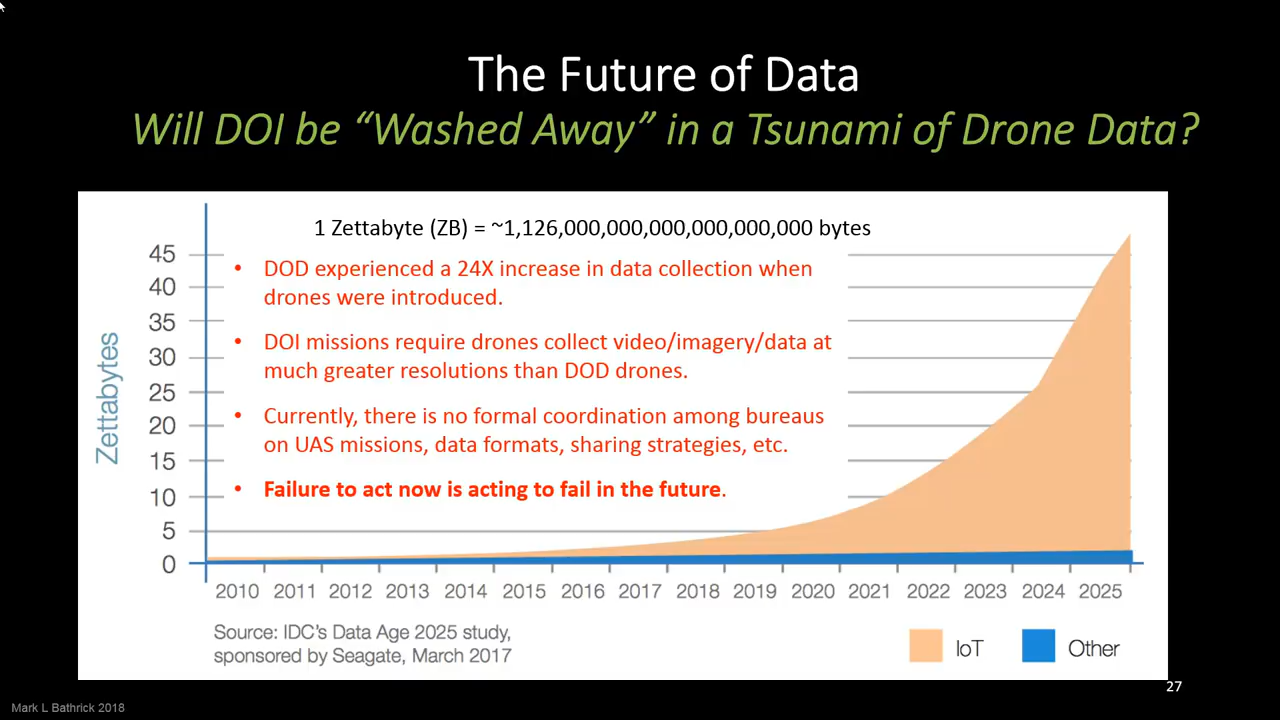 The Future of Data
Will DOI be “Washed Away” in a Tsunami of Drone Data?
1 Zettabyte (ZB) = ~1,126,000,000,000,000,000,000 bytes
• DOD experienced a 24X increase in data collection when
drones were introduced.
• DOI missions require drones collect video/imagery/data at
much greater resolutions than DOD drones.
• Currently, there is no formal coordination among bureaus
on UAS missions, data formats, sharing strategies, etc.
• Failure to act now is acting to fail in the future.
Zettabytes
45
40
35
30
25
20
15
10
5
0
2010 2011 2012 2013 2014 2015 2016 2017 2018 2019 2020 2021 2022 2023 2024 2025
Source: IDC's Data Age 2025 study,
sponsored by Seagate, March 2017
IoT Other
27
Mark L Bathrick 2018